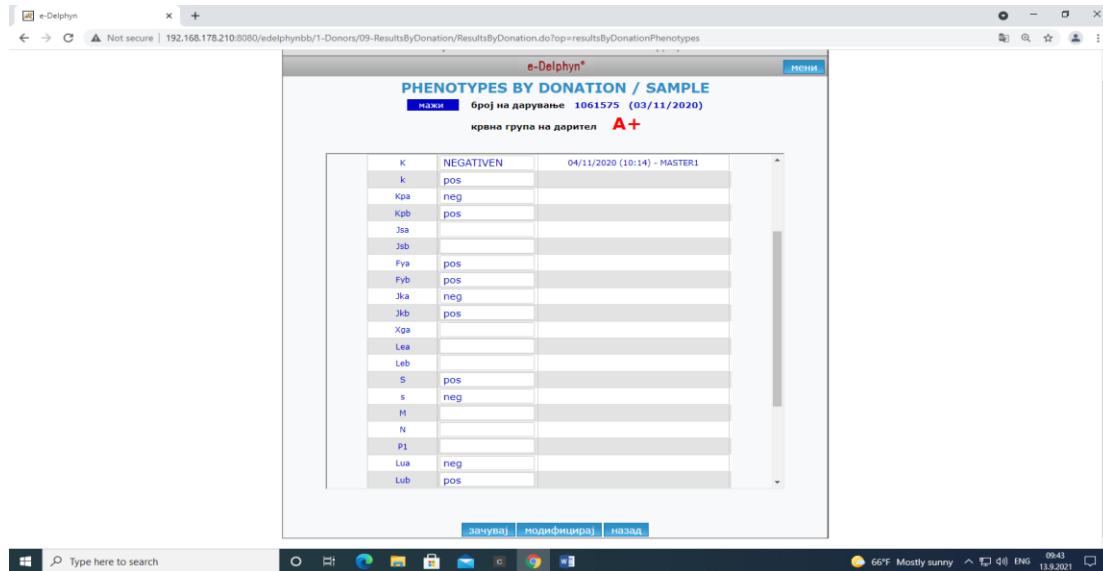 e-Delphyn
Not secure | 192.168.178.210:8080/edelphynbb/1-Donors/09-ResultsByDonation/ResultsByDonation.do?op=resultsByDonationPhenotypes
e-Delphyn®
мени
PHENOTYPES BY DONATION / SAMPLE
мажи број на дарување 1061575 (03/11/2020)
крвна група на дарител A+
K NEGATIVEN 04/11/2020 (10:14) - MASTER1
k pos
Kpa neg
Kpb pos
Jsa
Jsb
Fya pos
Fyb pos
Jka neg
Jkb pos
Xga
Lea
Leb
S pos
s neg
M
N
P1
Lua neg
Lub pos
зачувај модифицирај назад
Type here to search
66°F Mostly sunny ENG 09:43
13.9.2021